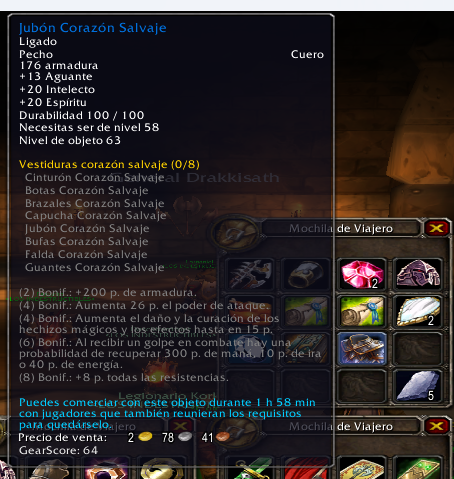 Jubón Corazón Salvaje
Ligado
Pecho Cuero
176 armadura
+13 Aguante
+20 Intelecto
+20 Espíritu
Durabilidad 100 / 100
Necesitas ser de nivel 58
Nivel de objeto 63
Vestiduras corazón salvaje (0/8)
Cinturón Corazón Salvaje
Botas Corazón Salvaje
Brazales Corazón Salvaje
Capucha Corazón Salvaje
Jubón Corazón Salvaje
Bufas Corazón Salvaje
Falda Corazón Salvaje
Guantes Corazón Salvaje
(2) Bonif.: +200 p. de armadura.
(4) Bonif.: Aumenta 26 p. el poder de ataque.
(4) Bonif.: Aumenta el daño y la curación de los
hechizos mágicos y los efectos hasta en 15 p.
(6) Bonif.: Al recibir un golpe en combate hay una
probabilidad de recuperar 300 p. de maná, 10 p. de ira
o 40 p. de energía.
(8) Bonif.: +8 p. todas las resistencias.
Puedes comerciar con este objeto durante 1 h 58 min
con jugadores que también reunieran los requisitos
para quedárselo.
Precio de venta: 2 78 41
GearScore: 64
Drakkisath
Legionario Kori
Mochila de Viajero
2
2
5
Mochila de Viajero